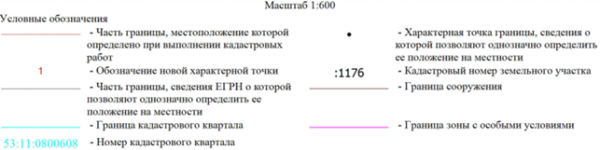 Масштаб 1:600
Условные обозначения
- Часть границы, местоположение которой
определено при выполнении кадастровых
работ
1
- Обозначение новой характерной точки
- Часть границы, сведения ЕГРН о которой
позволяют однозначно определить ее
положение на местности
- Граница кадастрового квартала
53:11:0800608
- Номер кадастрового квартала
- Характерная точка границы, сведения о
которой позволяют однозначно определить
ее положение на местности
:1176
- Кадастровый номер земельного участка
- Граница сооружения
- Граница зоны с особыми условиями